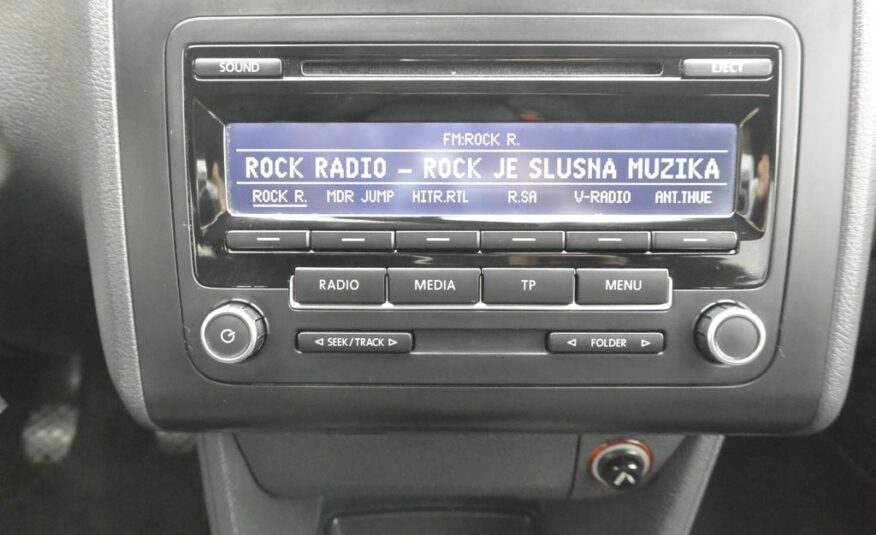 SOUND EJECT
FM:ROCK R.
ROCK RADIO – ROCK JE SLUSNA MUZIKA
ROCK R. MDR JUMP HITR.RTL R.SA V-RADIO ANT.THUE
RADIO MEDIA TP MENU
◁ SEEK/TRACK ▷ ◁ FOLDER ▷